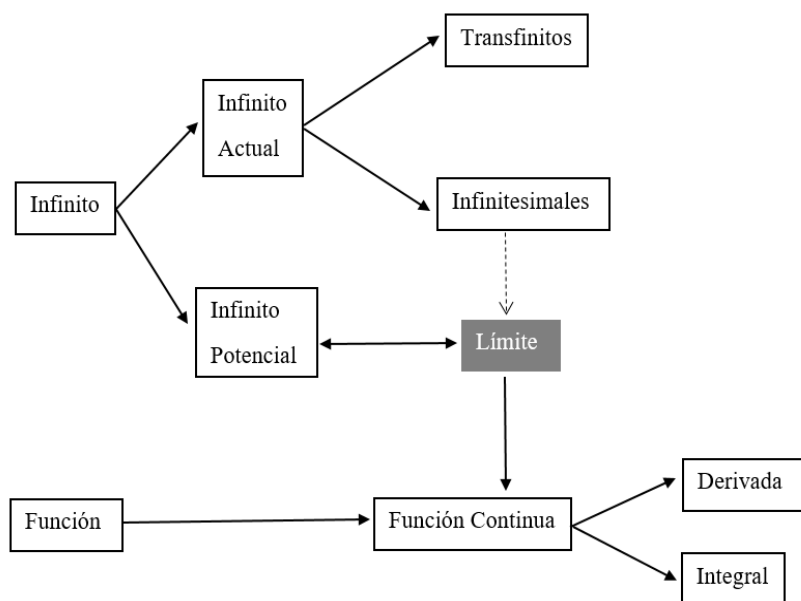 Transfinitos
Infinito
Actual
Infinito
Infinitesimales
Infinito
Potencial
Límite
Derivada
Función
Función Continua
Integral